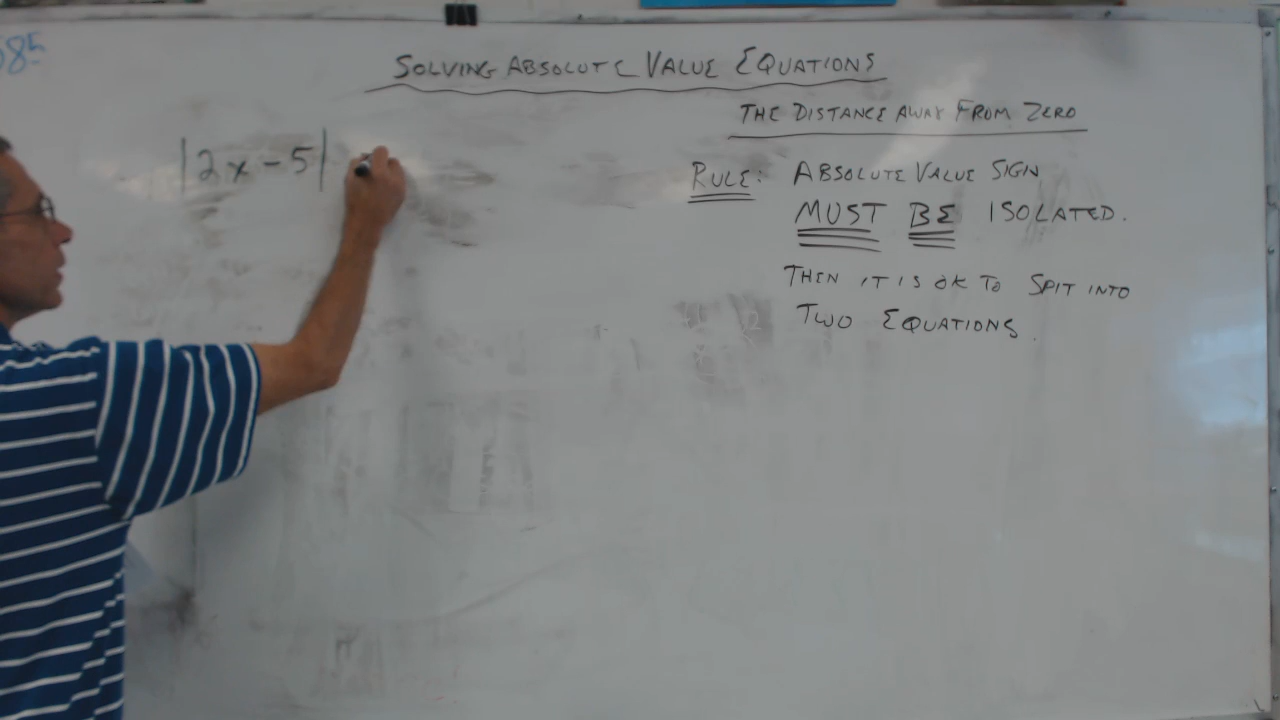 SOLVING ABSOLUTE VALUE EQUATIONS
THE DISTANCE AWAY FROM ZERO
|2x - 5|
RULE: ABSOLUTE VALUE SIGN
MUST BE ISOLATED.
THEN IT IS OK TO SPIT INTO
TWO EQUATIONS.